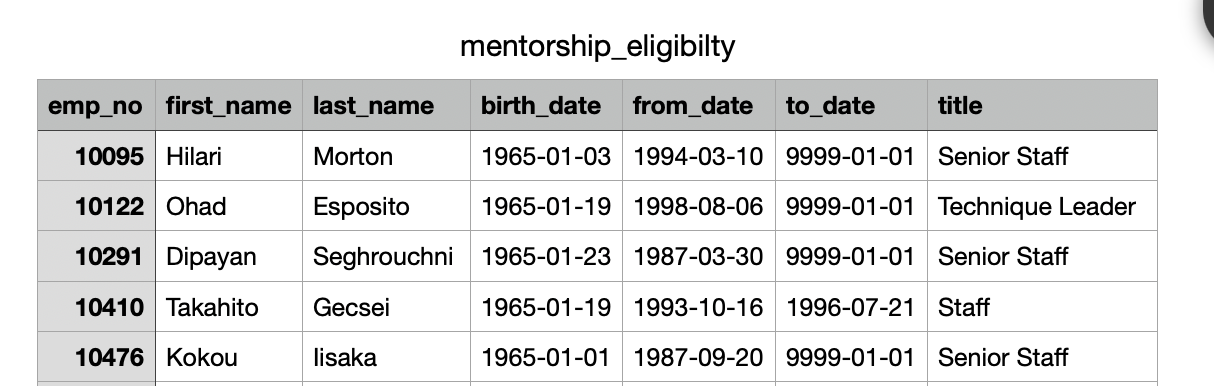 mentorship_eligibilty
emp_no first_name last_name birth_date from_date to_date title
10095 Hilari Morton 1965-01-03 1994-03-10 9999-01-01 Senior Staff
10122 Ohad Esposito 1965-01-19 1998-08-06 9999-01-01 Technique Leader
10291 Dipayan Seghrouchni 1965-01-23 1987-03-30 9999-01-01 Senior Staff
10410 Takahito Gecsei 1965-01-19 1993-10-16 1996-07-21 Staff
10476 Kokou Iisaka 1965-01-01 1987-09-20 9999-01-01 Senior Staff